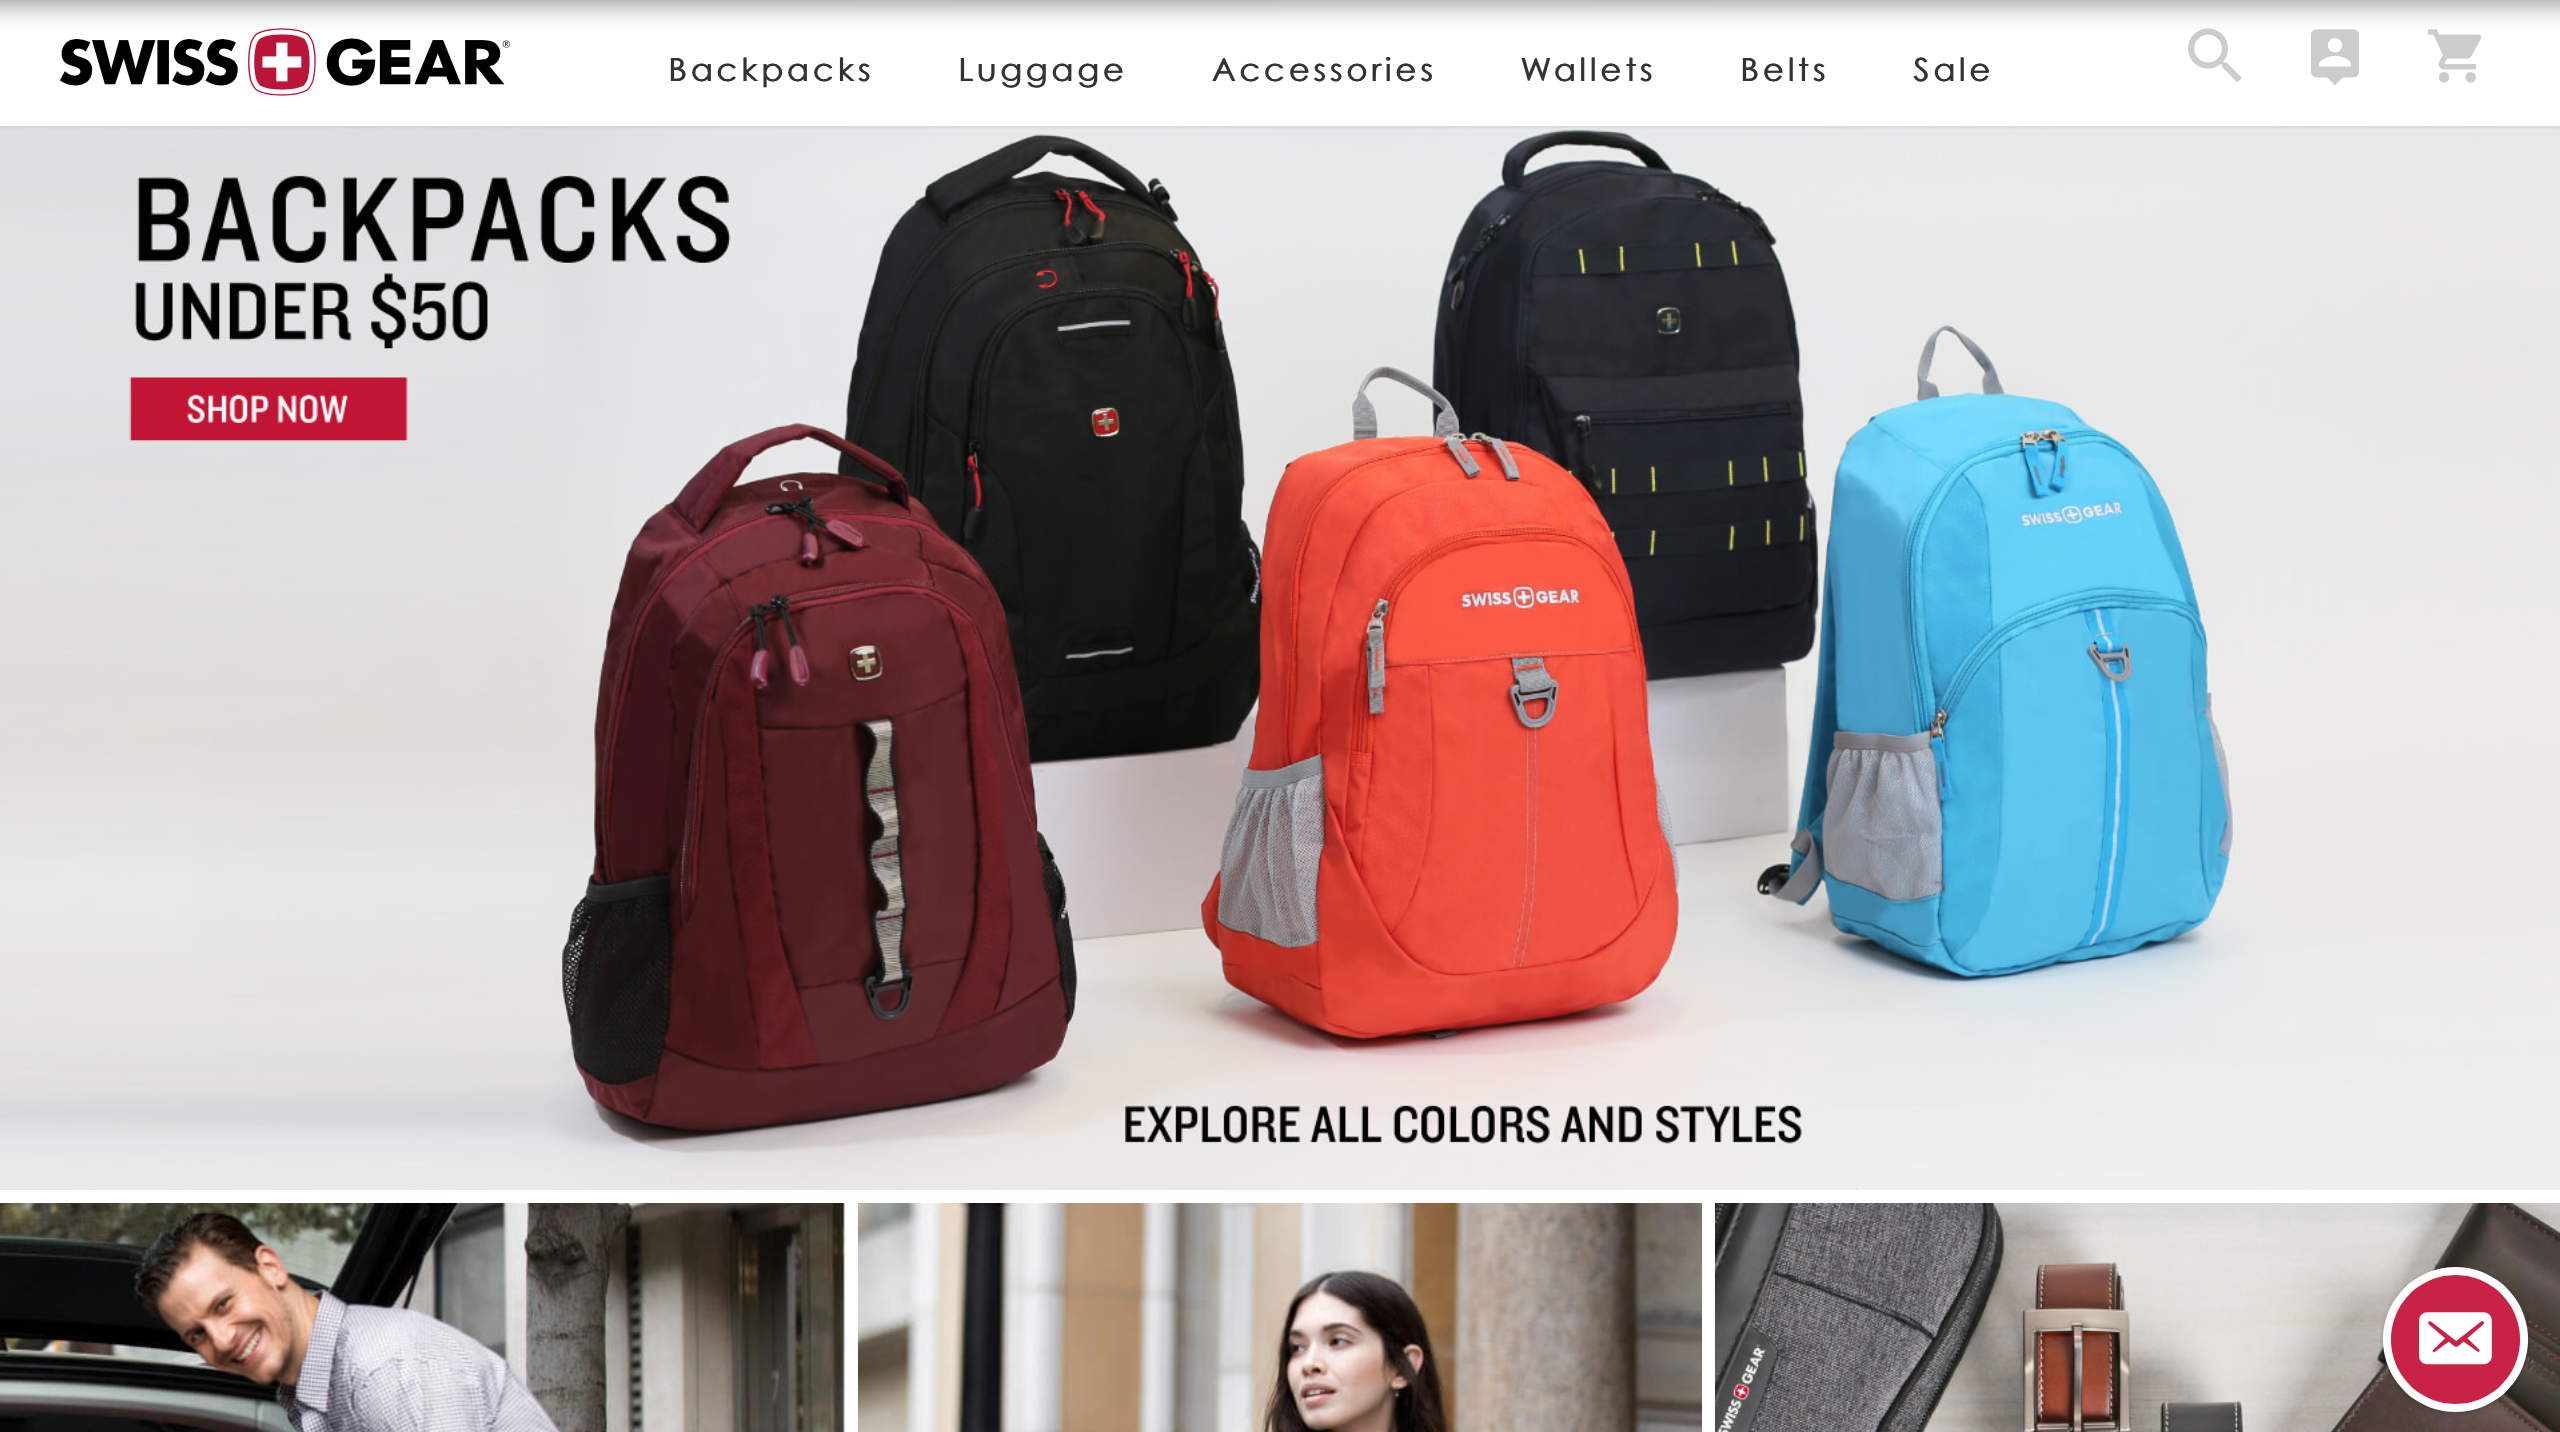 SWISS GEAR®
Backpacks Luggage Accessories Wallets Belts Sale
BACKPACKS
UNDER $50
SHOP NOW
SWISS GEAR
SWISS GEAR
EXPLORE ALL COLORS AND STYLES
SWISS GEAR